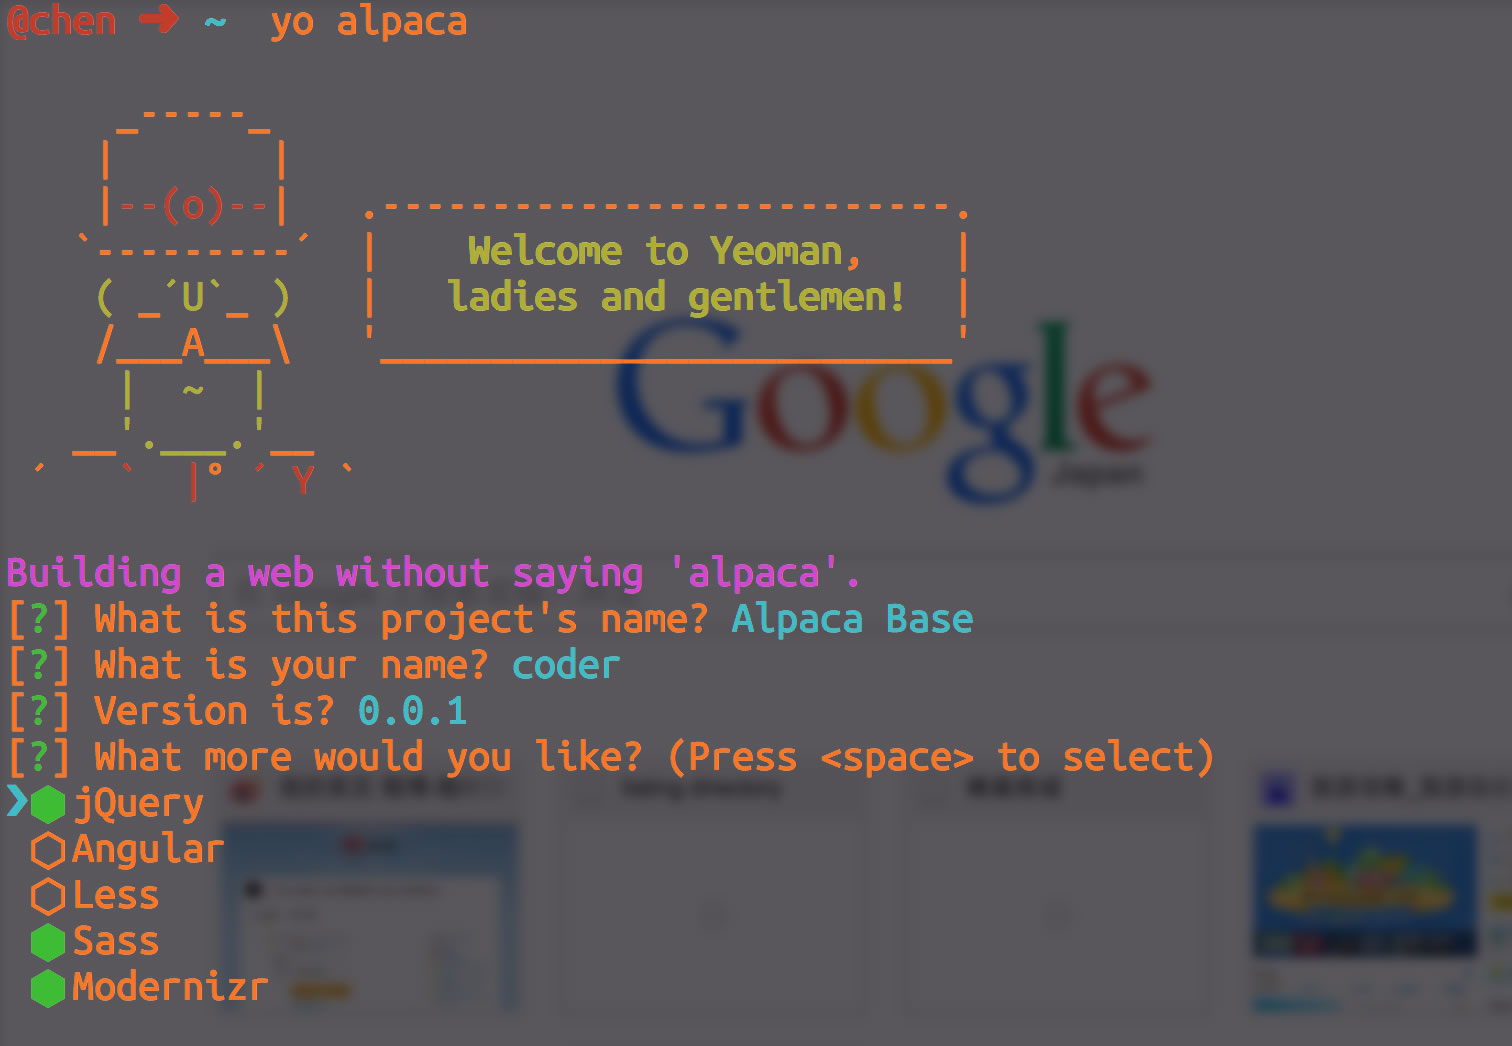 @chen ➜ ~ yo alpaca
     _-----_
    |       |
    |--(o)--|   .--------------------------.
   `---------´  |    Welcome to Yeoman,    |
    ( _´U`_ )   |   ladies and gentlemen!  |
    /___A___\   '__________________________'
     |  ~  |
   __'.___.'__
 ´   `  |° ´ Y `
Google
Japan
Building a web without saying 'alpaca'.
[?] What is this project's name? Alpaca Base
[?] What is your name? coder
[?] Version is? 0.0.1
[?] What more would you like? (Press <space> to select)
❯⬢ jQuery
⬡ Angular
⬡ Less
⬢ Sass
⬢ Modernizr